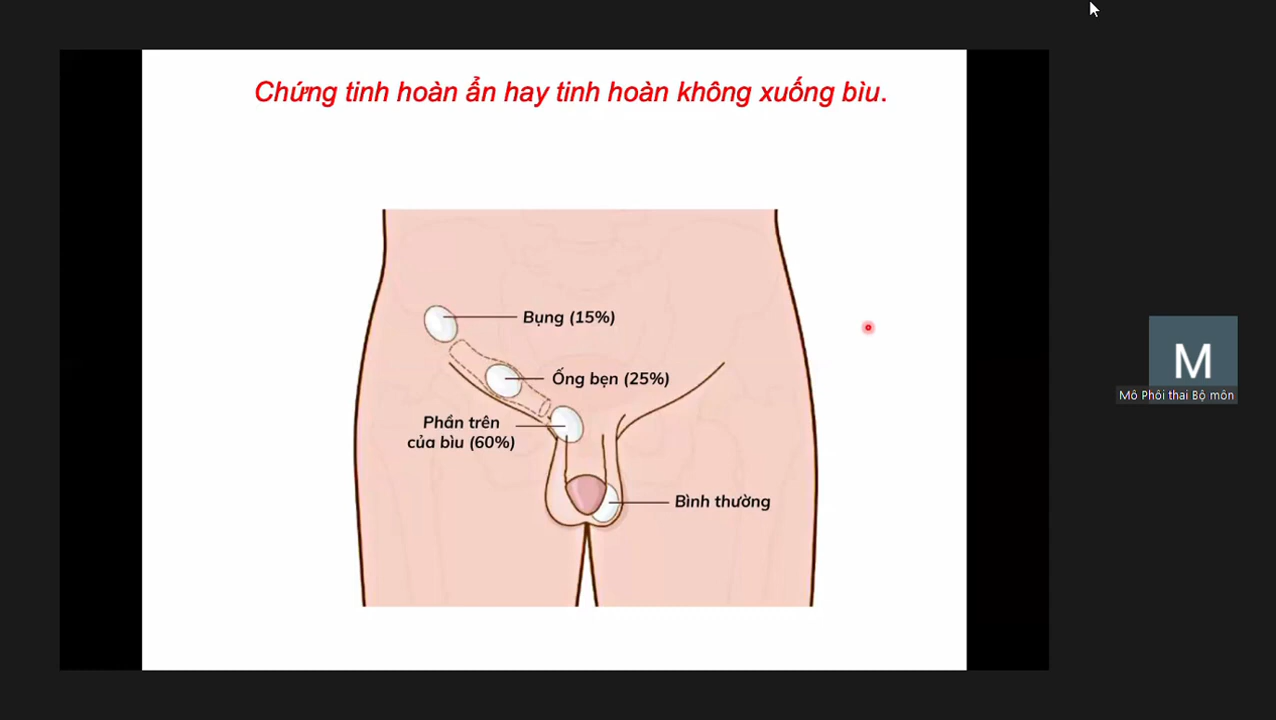 Chứng tinh hoàn ẩn hay tinh hoàn không xuống bìu.
Bụng (15%)
Ống bẹn (25%)
Phần trên
của bìu (60%)
Bình thường
M
Mô Phôi thai Bộ môn